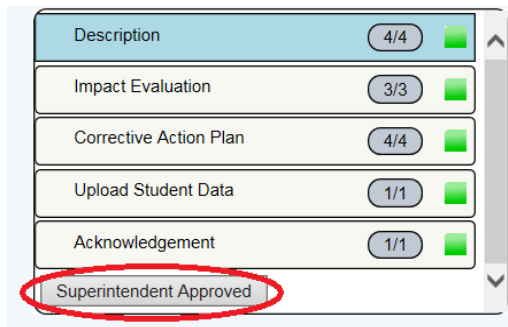 Description 4/4
Impact Evaluation 3/3
Corrective Action Plan 4/4
Upload Student Data 1/1
Acknowledgement 1/1
Superintendent Approved